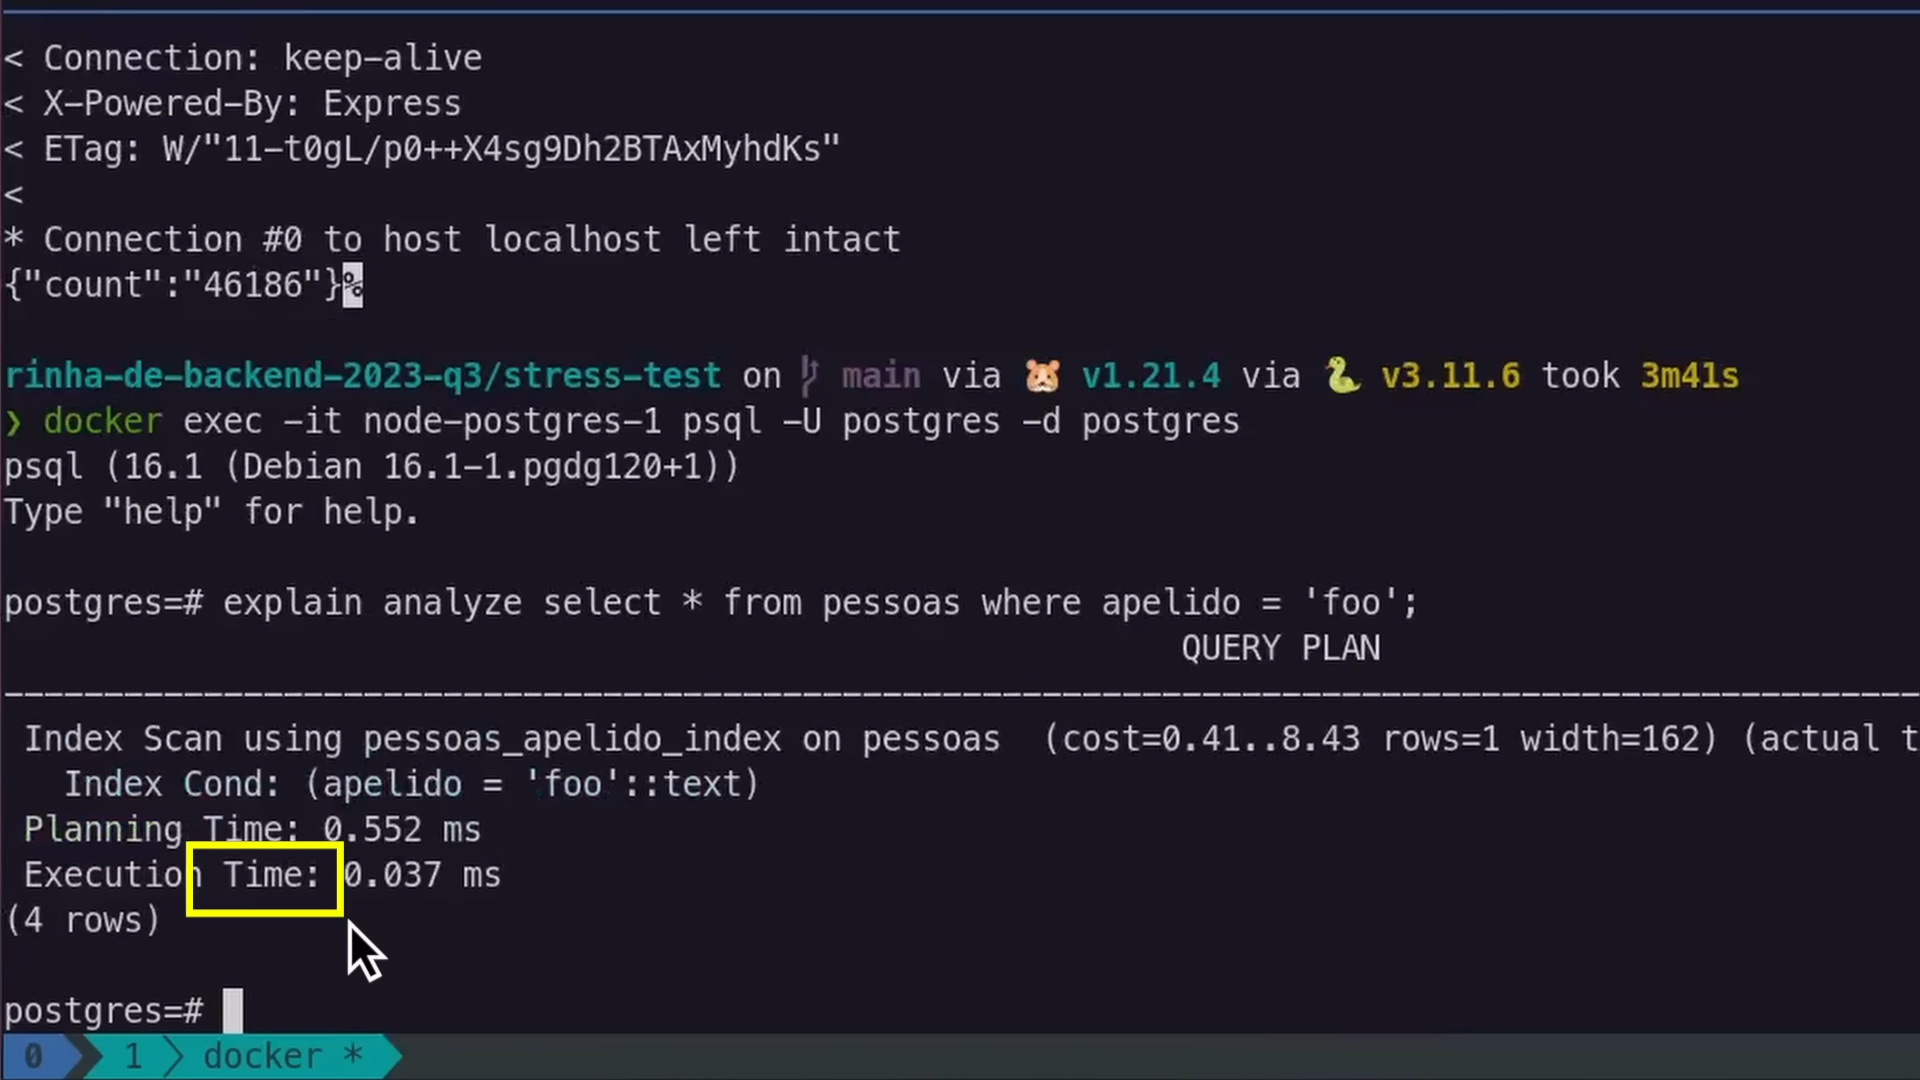 < Connection: keep-alive
< X-Powered-By: Express
< ETag: W/"11-t0gL/p0++X4sg9Dh2BTAxMyhdKs"
<
* Connection #0 to host localhost left intact
{"count":"46186"}%
rinha-de-backend-2023-q3/stress-test on main via 🐹 v1.21.4 via 🐍 v3.11.6 took 3m41s
❯ docker exec -it node-postgres-1 psql -U postgres -d postgres
psql (16.1 (Debian 16.1-1.pgdg120+1))
Type "help" for help.
postgres=# explain analyze select * from pessoas where apelido = 'foo';
QUERY PLAN
Index Scan using pessoas_apelido_index on pessoas  (cost=0.41..8.43 rows=1 width=162) (actual t
Index Cond: (apelido = 'foo'::text)
Planning Time: 0.552 ms
Execution Time: 0.037 ms
(4 rows)
postgres=#
0 1 docker *